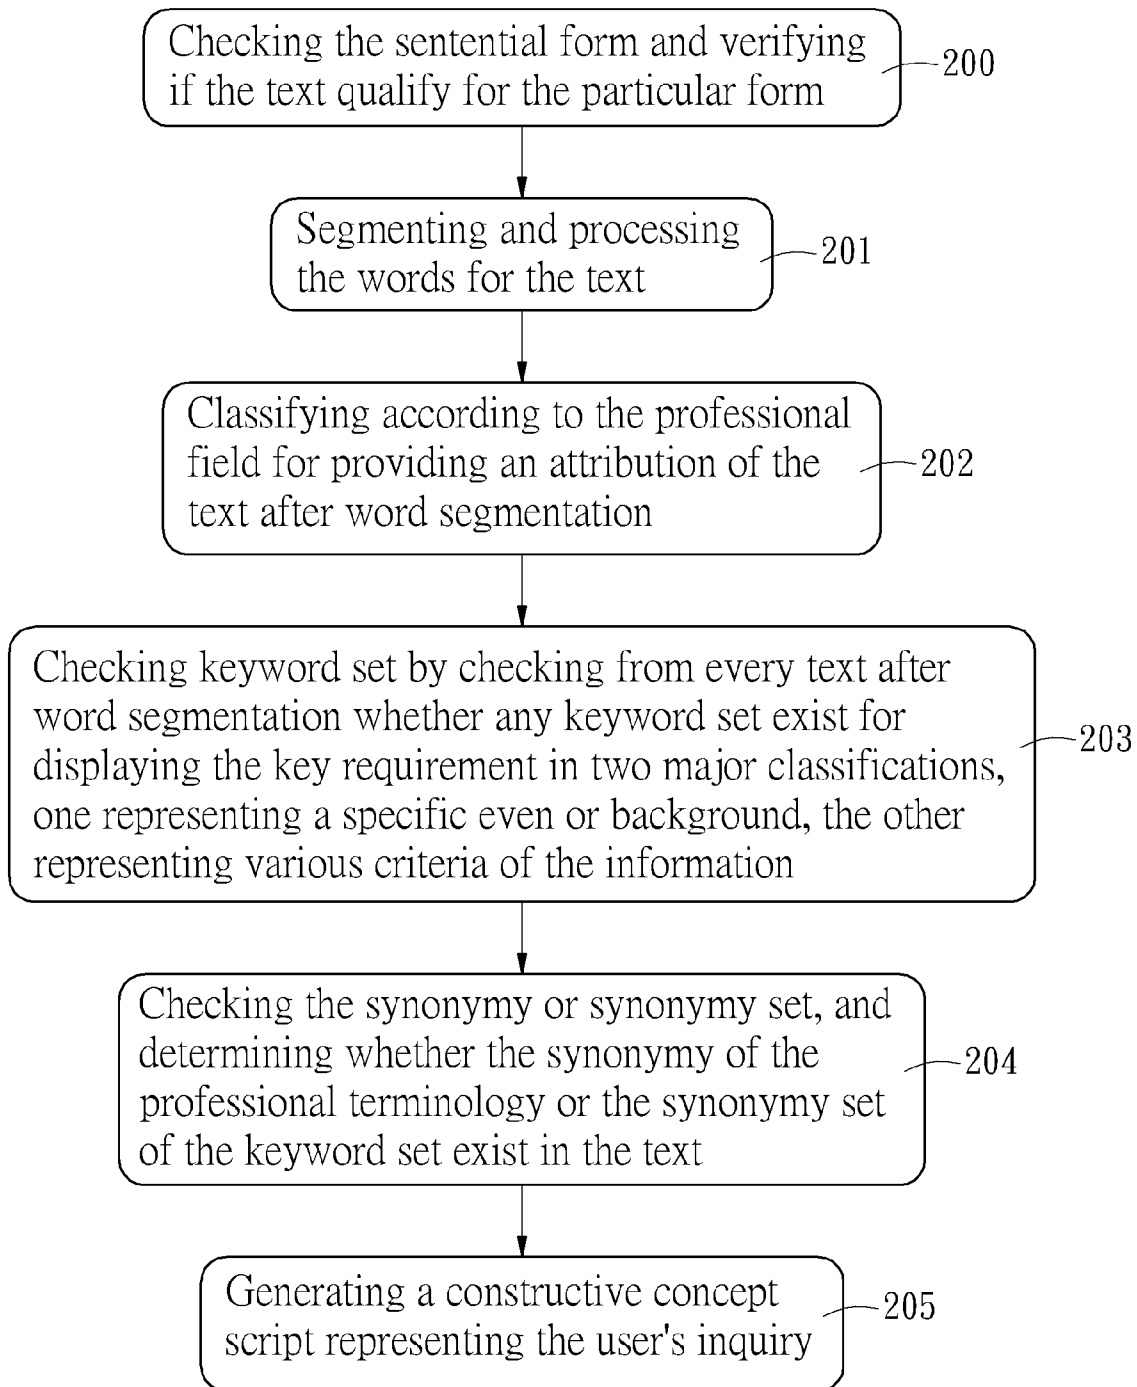 Checking the sentential form and verifying
if the text qualify for the particular form
200
Segmenting and processing
the words for the text
201
Classifying according to the professional
field for providing an attribution of the
text after word segmentation
202
Checking keyword set by checking from every text after
word segmentation whether any keyword set exist for
displaying the key requirement in two major classifications,
one representing a specific even or background, the other
representing various criteria of the information
203
Checking the synonymy or synonymy set, and
determining whether the synonymy of the
professional terminology or the synonymy set
of the keyword set exist in the text
204
Generating a constructive concept
script representing the user's inquiry
205